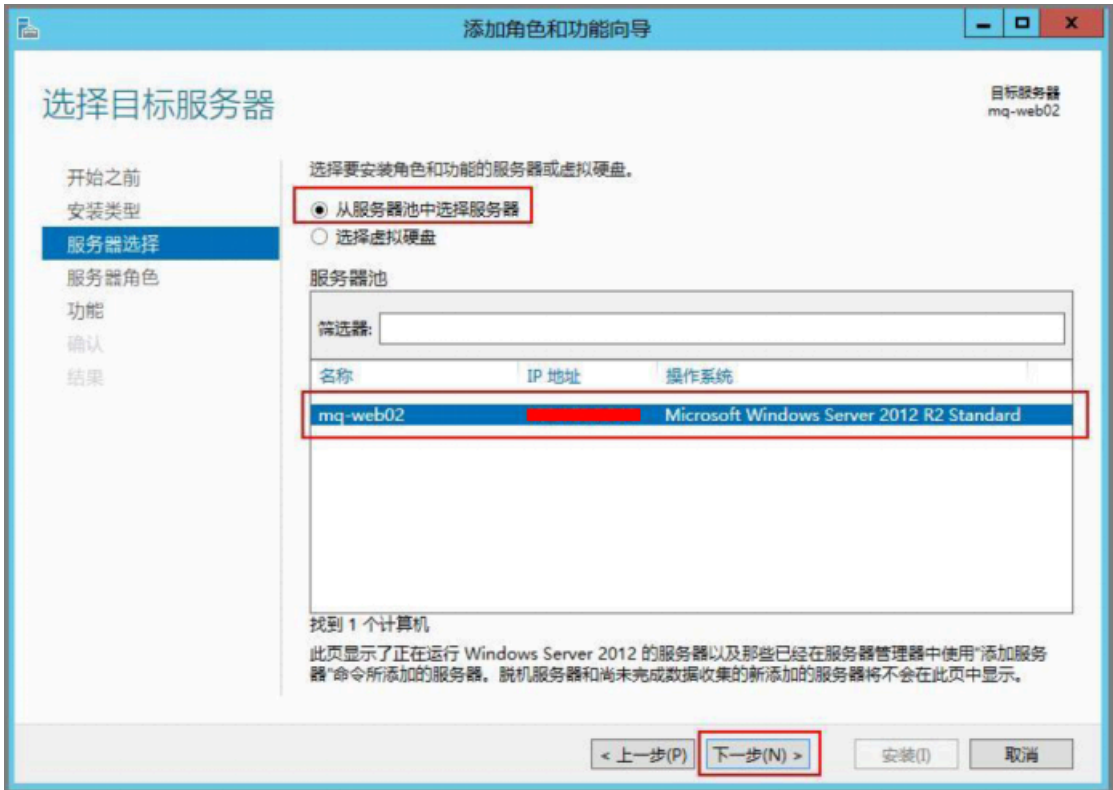 添加角色和功能向导
选择目标服务器
目标服务器
mq-web02
开始之前
安装类型
服务器选择
服务器角色
功能
确认
结果
选择要安装角色和功能的服务器或虚拟硬盘。
从服务器池中选择服务器
选择虚拟硬盘
服务器池
筛选器:
名称 IP 地址 操作系统
mq-web02 Microsoft Windows Server 2012 R2 Standard
找到 1 个计算机
此页显示了正在运行 Windows Server 2012 的服务器以及那些已经在服务器管理器中使用"添加服务
器"命令所添加的服务器。脱机服务器和尚未完成数据收集的新添加的服务器将不会在此页中显示。
< 上一步(P) 下一步(N) > 安装(I) 取消